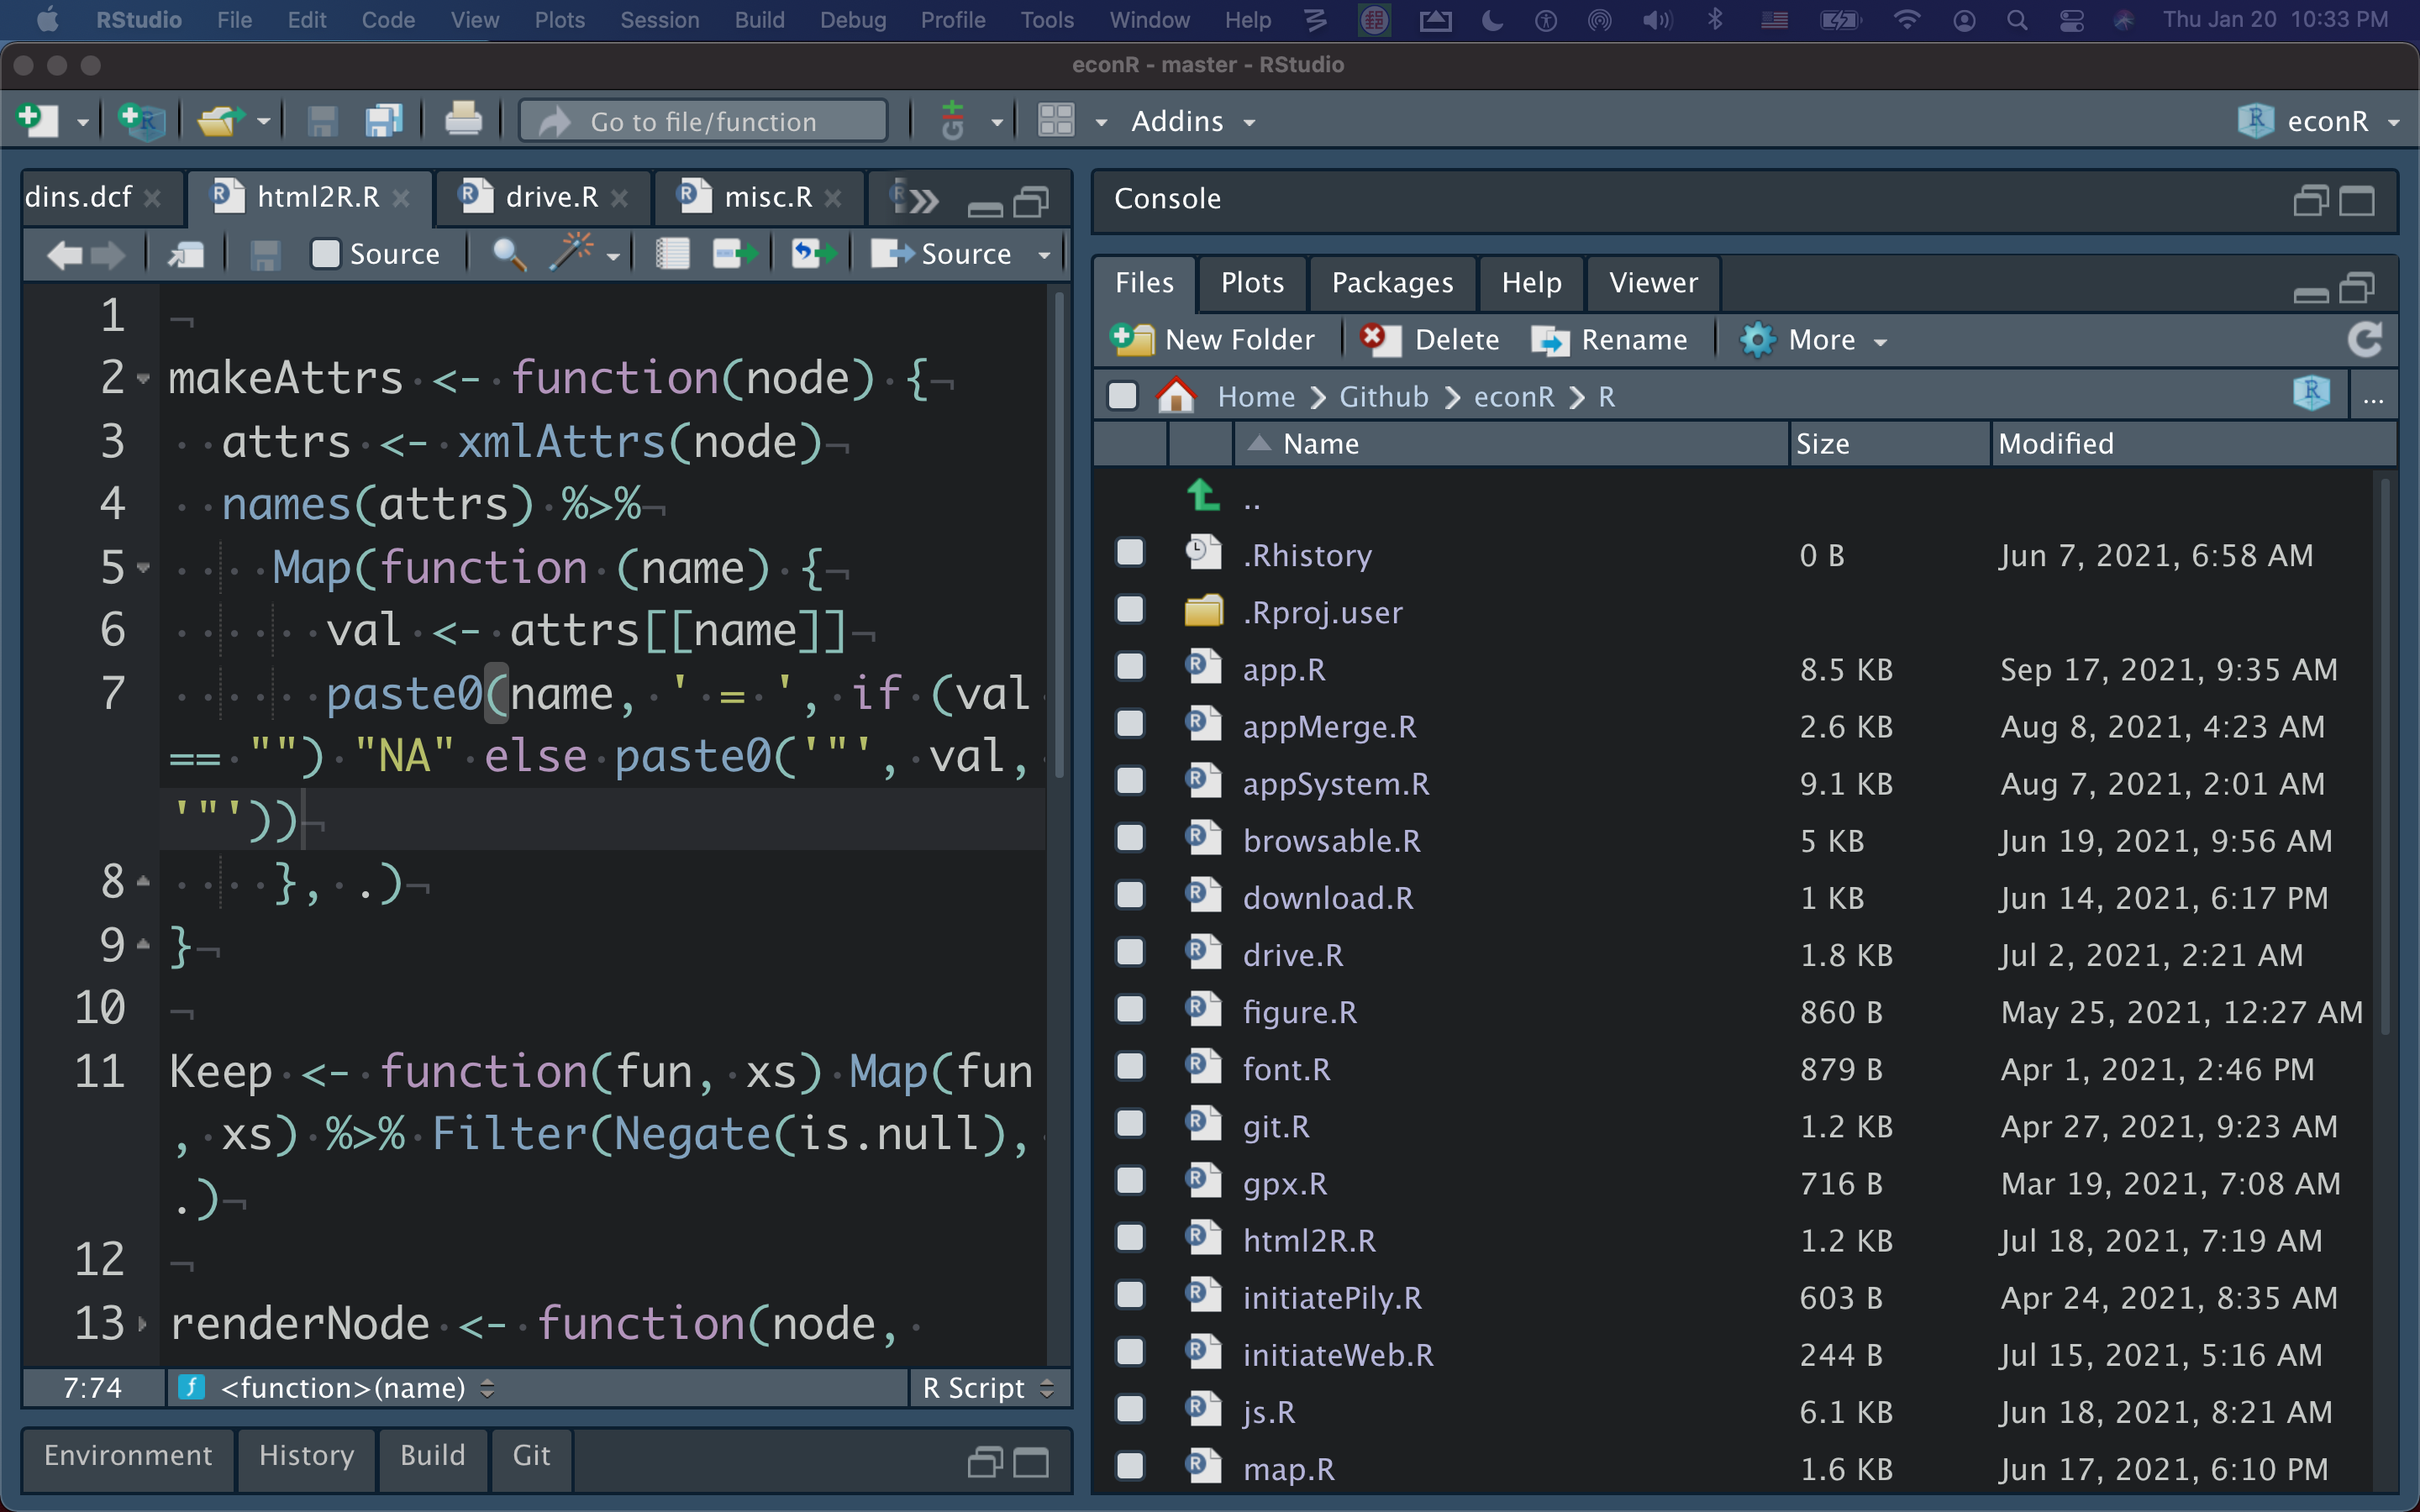 RStudio File Edit Code View Plots Session Build Debug Profile Tools Window Help Thu Jan 20 10:33 PM
econR - master - RStudio
Go to file/function Addins econR
dins.dcf html2R.R drive.R misc.R
Source Source
1
2 makeAttrs <- function(node) {
3 attrs <- xmlAttrs(node)
4 names(attrs) %>%
5 Map(function (name) {
6 val <- attrs[[name]]
7 paste0(name, ' = ', if (val
== "") "NA" else paste0('"', val,
'"'))
8 }, .)
9 }
10
11 Keep <- function(fun, xs) Map(fun
, xs) %>% Filter(Negate(is.null),
.)
12
13 renderNode <- function(node,
7:74 <function>(name) R Script
Environment History Build Git
Console
Files Plots Packages Help Viewer
New Folder Delete Rename More
Home Github econR R ...
Name Size Modified
..
.Rhistory 0 B Jun 7, 2021, 6:58 AM
.Rproj.user
app.R 8.5 KB Sep 17, 2021, 9:35 AM
appMerge.R 2.6 KB Aug 8, 2021, 4:23 AM
appSystem.R 9.1 KB Aug 7, 2021, 2:01 AM
browsable.R 5 KB Jun 19, 2021, 9:56 AM
download.R 1 KB Jun 14, 2021, 6:17 PM
drive.R 1.8 KB Jul 2, 2021, 2:21 AM
figure.R 860 B May 25, 2021, 12:27 AM
font.R 879 B Apr 1, 2021, 2:46 PM
git.R 1.2 KB Apr 27, 2021, 9:23 AM
gpx.R 716 B Mar 19, 2021, 7:08 AM
html2R.R 1.2 KB Jul 18, 2021, 7:19 AM
initiatePily.R 603 B Apr 24, 2021, 8:35 AM
initiateWeb.R 244 B Jul 15, 2021, 5:16 AM
js.R 6.1 KB Jun 18, 2021, 8:21 AM
map.R 1.6 KB Jun 17, 2021, 6:10 PM